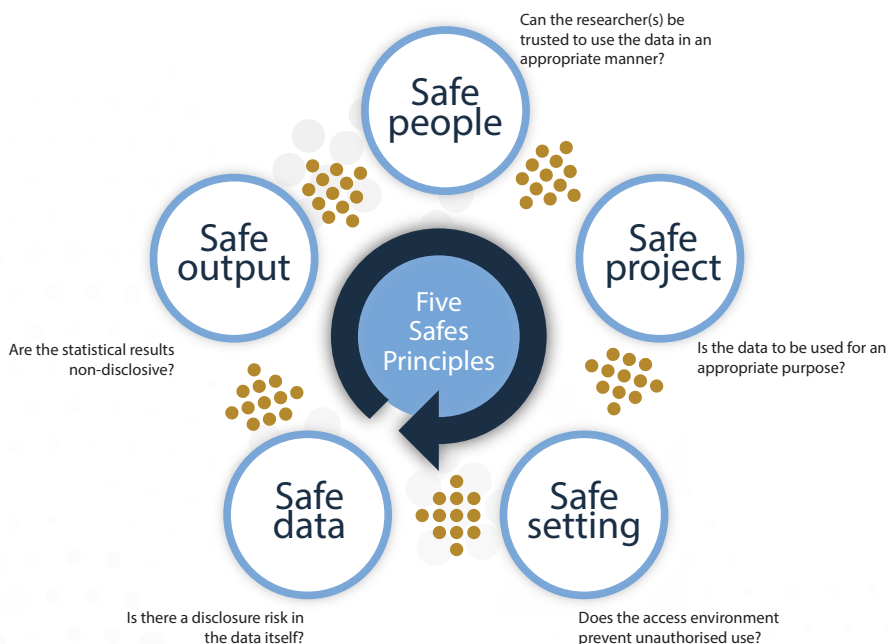 Can the researcher(s) be
trusted to use the data in an
appropriate manner?
Safe
people
Safe
output
Safe
project
Five
Safes
Principles
Are the statistical results
non-disclosive?
Is the data to be used for an
appropriate purpose?
Safe
data
Safe
setting
Is there a disclosure risk in
the data itself?
Does the access environment
prevent unauthorised use?